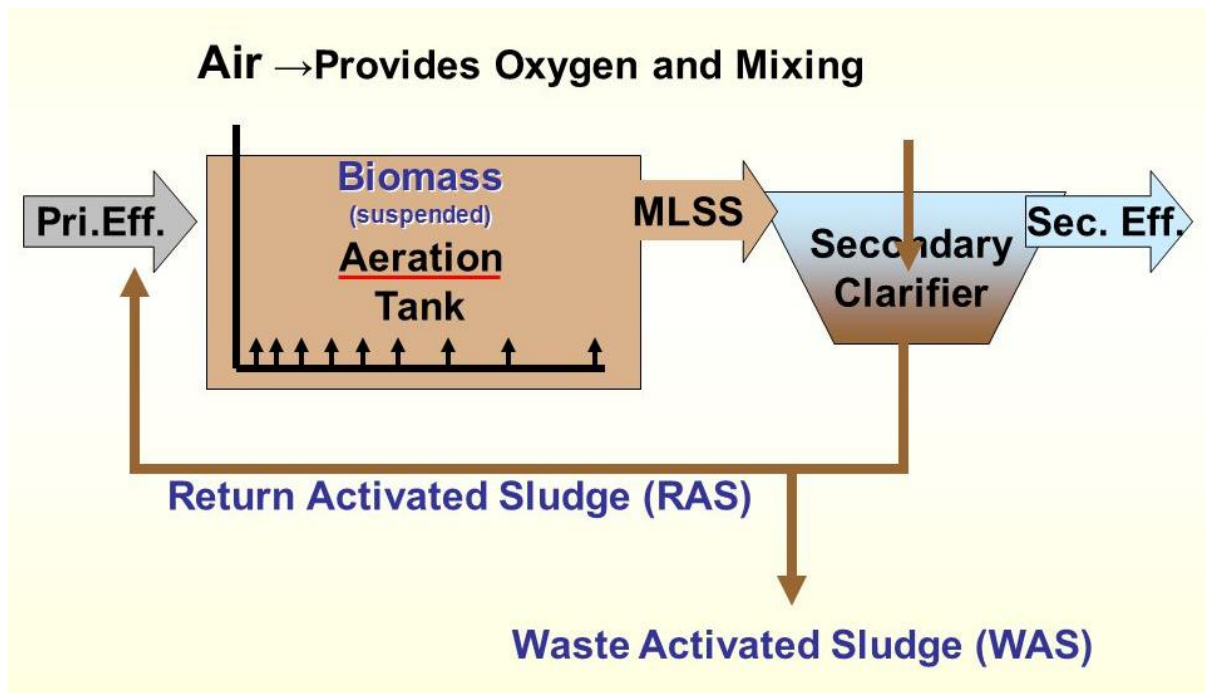 Air →Provides Oxygen and Mixing
Pri.Eff.
Biomass
(suspended)
Aeration
Tank
MLSS
Secondary
Clarifier
Sec. Eff.
Return Activated Sludge (RAS)
Waste Activated Sludge (WAS)